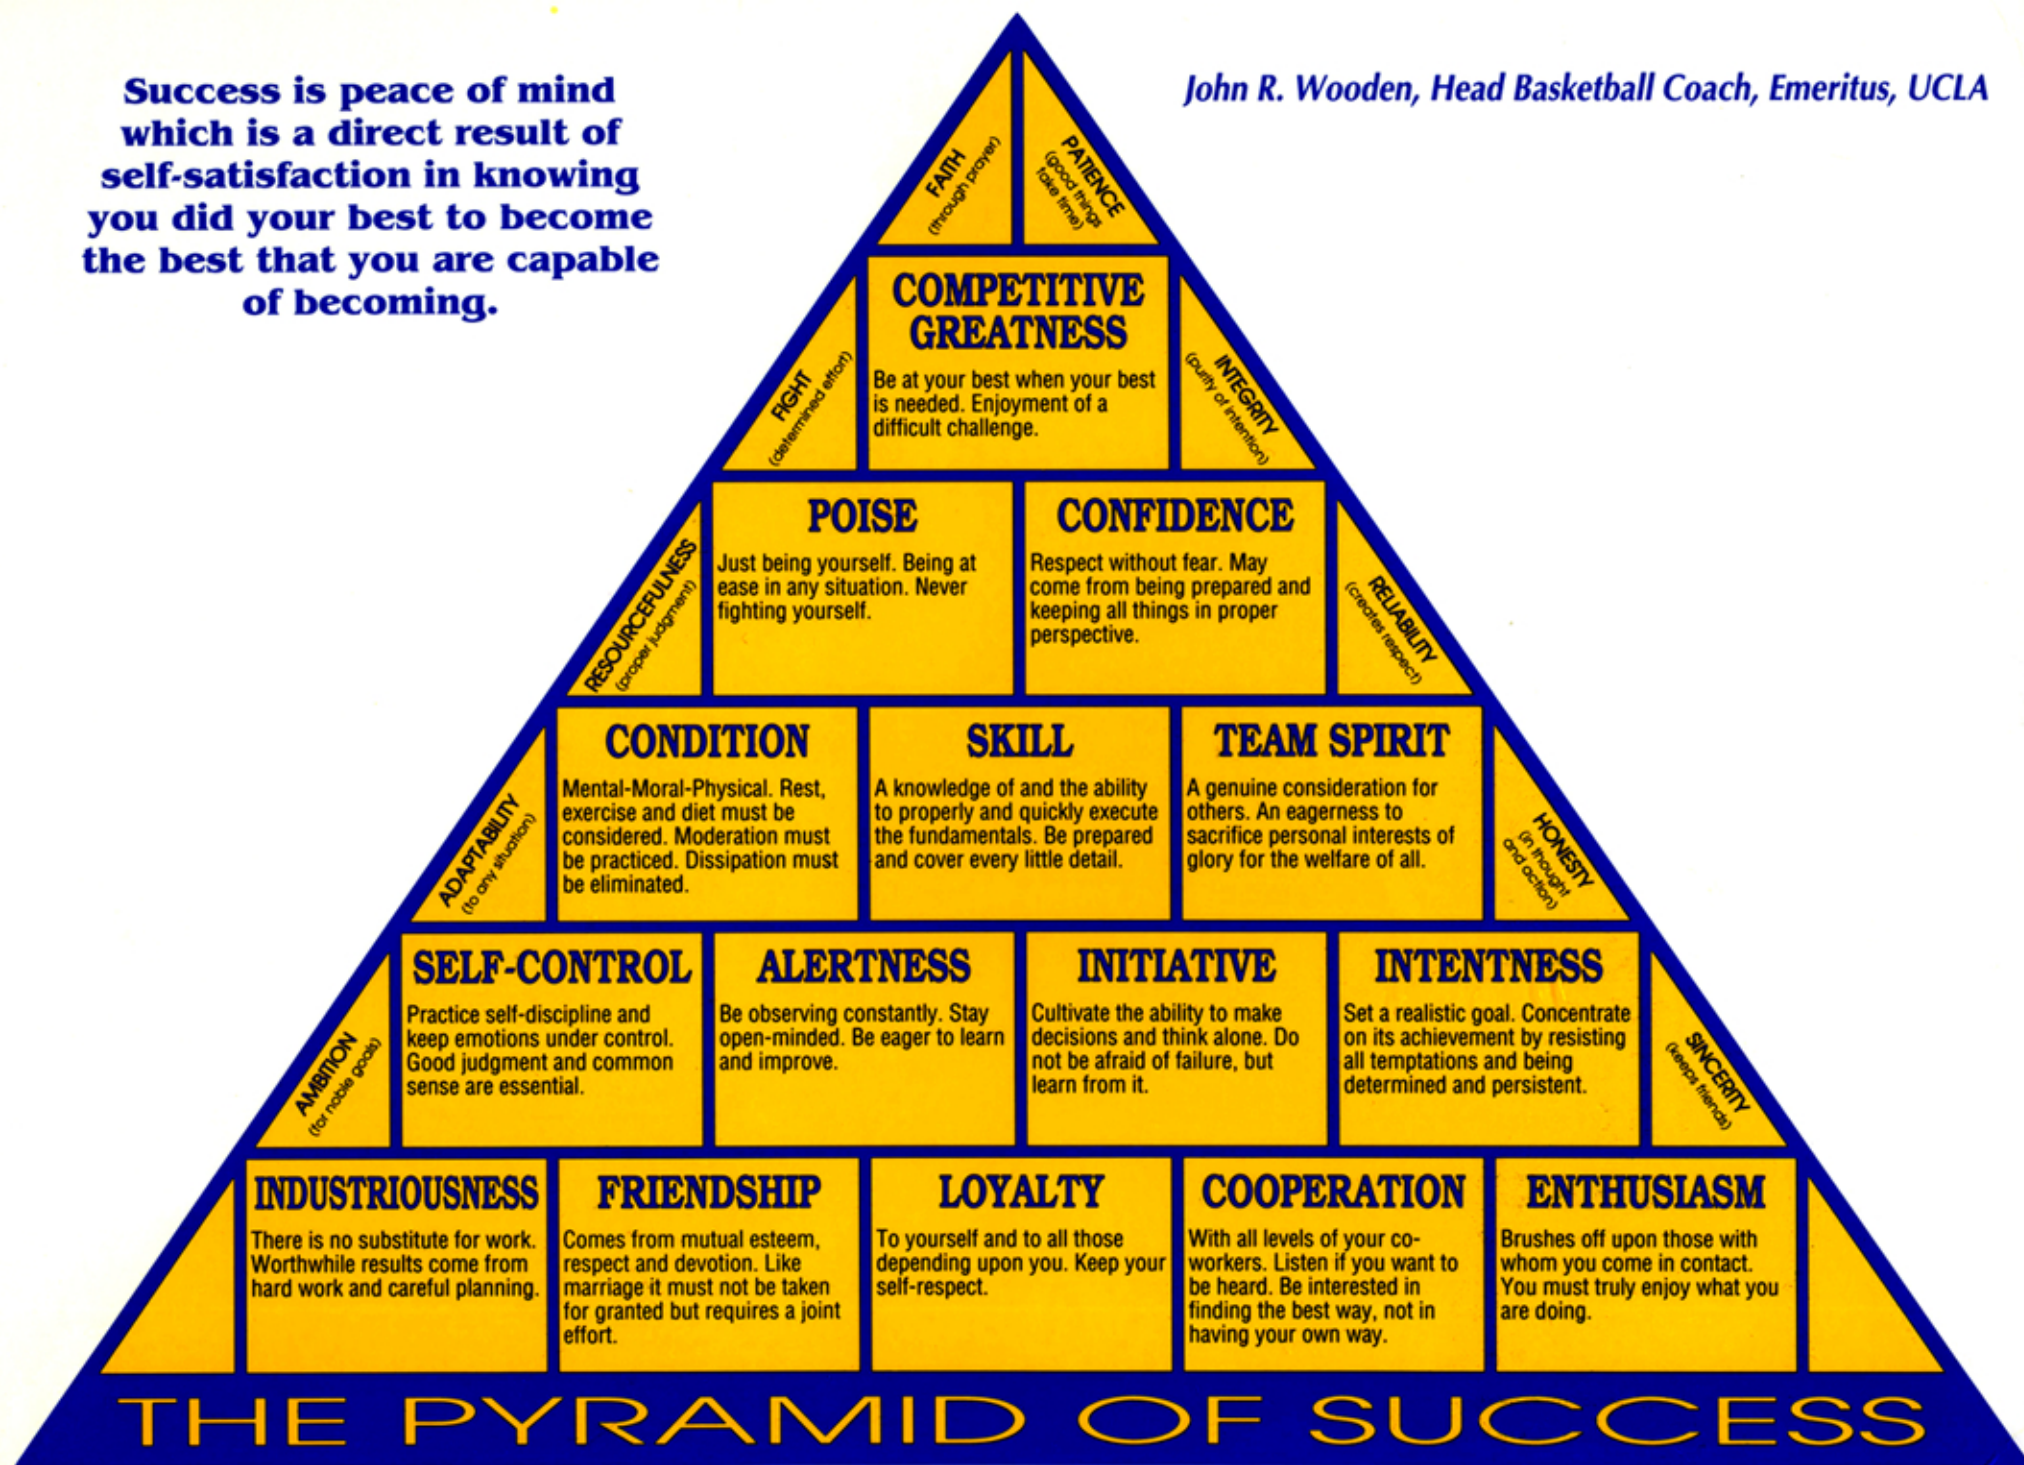 Success is peace of mind
which is a direct result of
self-satisfaction in knowing
you did your best to become
the best that you are capable
of becoming.
John R. Wooden, Head Basketball Coach, Emeritus, UCLA
FAITH
(through prayer)
PATIENCE
(good things
take time)
FIGHT
(determined effort)
COMPETITIVE
GREATNESS
Be at your best when your best
is needed. Enjoyment of a
difficult challenge.
INTEGRITY
(purity of intention)
RESOURCEFULNESS
(proper judgment)
POISE
Just being yourself. Being at
ease in any situation. Never
fighting yourself.
CONFIDENCE
Respect without fear. May
come from being prepared and
keeping all things in proper
perspective.
RELIABILITY
(creates respect)
ADAPTABILITY
(to any situation)
CONDITION
Mental-Moral-Physical. Rest,
exercise and diet must be
considered. Moderation must
be practiced. Dissipation must
be eliminated.
SKILL
A knowledge of and the ability
to properly and quickly execute
the fundamentals. Be prepared
and cover every little detail.
TEAM SPIRIT
A genuine consideration for
others. An eagerness to
sacrifice personal interests of
glory for the welfare of all.
HONESTY
(in thought
and action)
AMBITION
(for noble goals)
SELF-CONTROL
Practice self-discipline and
keep emotions under control.
Good judgment and common
sense are essential.
ALERTNESS
Be observing constantly. Stay
open-minded. Be eager to learn
and improve.
INITIATIVE
Cultivate the ability to make
decisions and think alone. Do
not be afraid of failure, but
learn from it.
INTENTNESS
Set a realistic goal. Concentrate
on its achievement by resisting
all temptations and being
determined and persistent.
SINCERITY
(keeps friends)
INDUSTRIOUSNESS
There is no substitute for work.
Worthwhile results come from
hard work and careful planning.
FRIENDSHIP
Comes from mutual esteem,
respect and devotion. Like
marriage it must not be taken
for granted but requires a joint
effort.
LOYALTY
To yourself and to all those
depending upon you. Keep your
self-respect.
COOPERATION
With all levels of your co-
workers. Listen if you want to
be heard. Be interested in
finding the best way, not in
having your own way.
ENTHUSIASM
Brushes off upon those with
whom you come in contact.
You must truly enjoy what you
are doing.
THE PYRAMID OF SUCCESS